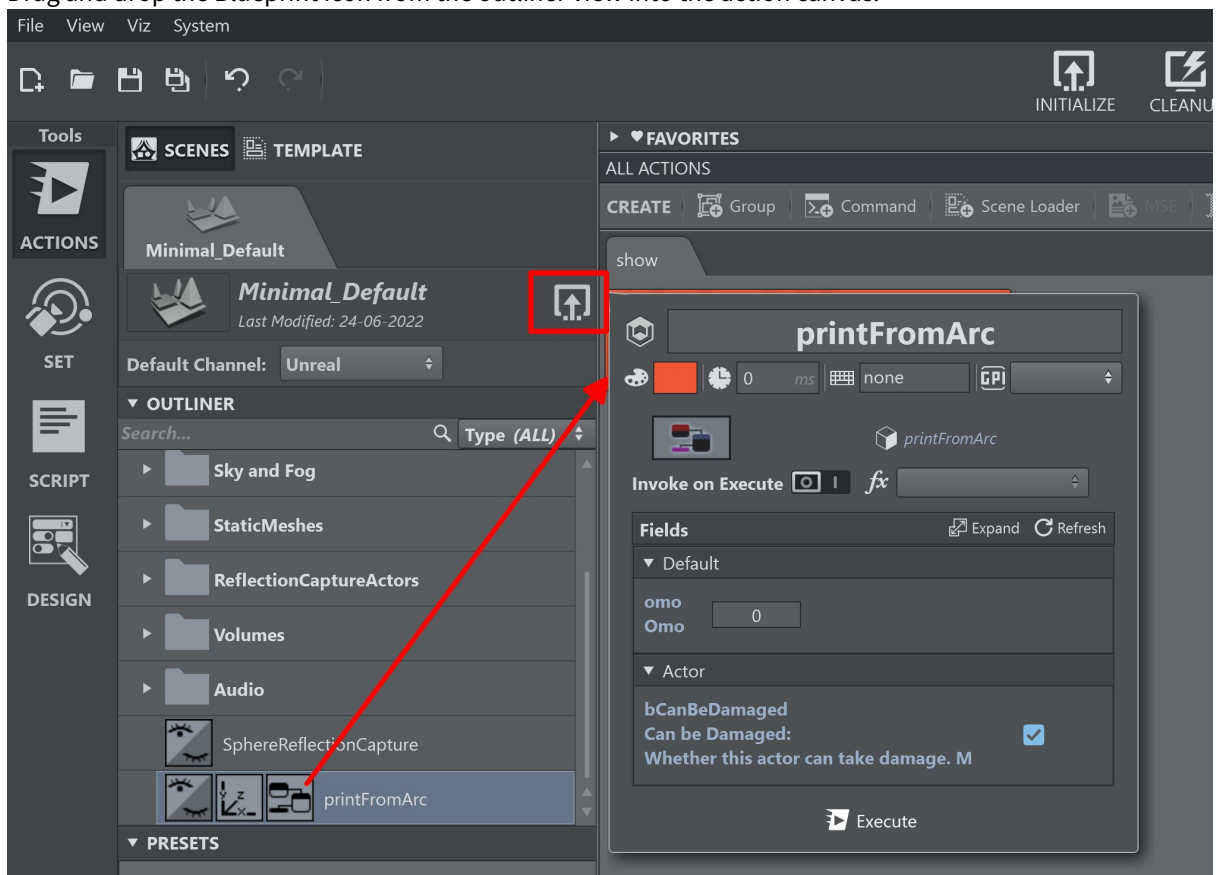 Drag and drop the Blueprint icon from the outliner view into the action canvas.
File View Viz System
INITIALIZE
Tools
SCENES TEMPLATE
FAVORITES
ALL ACTIONS
CREATE Group Command Scene Loader MSE
ACTIONS
Minimal_Default
show
Minimal_Default
Last Modified: 24-06-2022
printFromArc
SET
Default Channel: Unreal
0 ms none GPI
OUTLINER
Search... Type (ALL)
printFromArc
Sky and Fog
SCRIPT
Invoke on Execute fx
StaticMeshes
Fields Expand Refresh
Default
ReflectionCaptureActors
DESIGN
omo
Omo 0
Volumes
Actor
Audio
bCanBeDamaged
Can be Damaged:
Whether this actor can take damage. M
SphereReflectionCapture
printFromArc
Execute
PRESETS